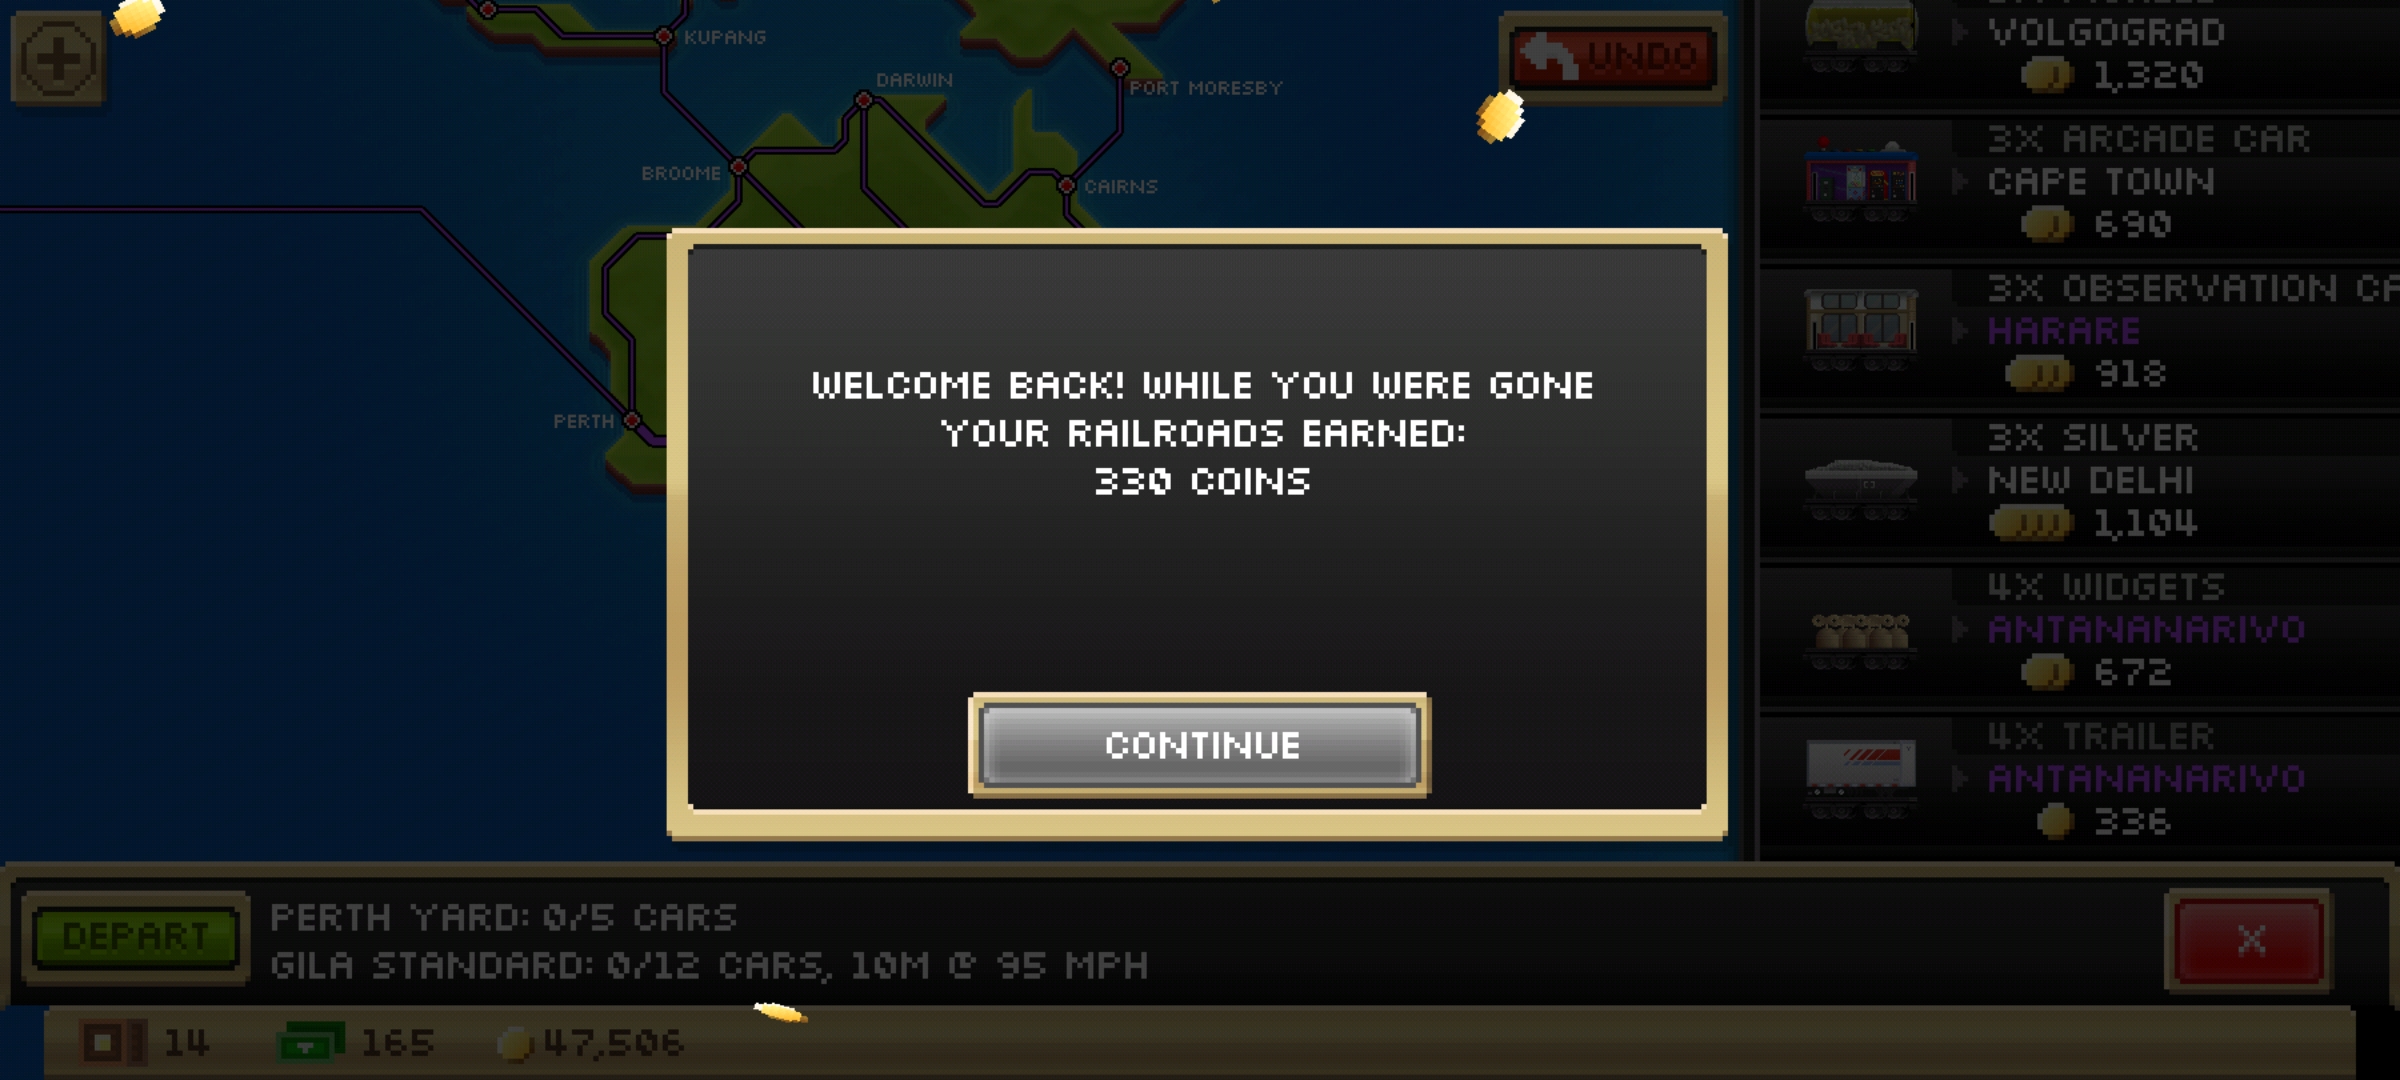 KUPANG
DARWIN
PORT MORESBY
BROOME
CAIRNS
PERTH
UNDO
WELCOME BACK! WHILE YOU WERE GONE
YOUR RAILROADS EARNED:
330 COINS
CONTINUE
VOLGOGRAD
1,320
3X ARCADE CAR
CAPE TOWN
690
3X OBSERVATION CA
HARARE
918
3X SILVER
NEW DELHI
1,104
4X WIDGETS
ANTANANARIVO
672
4X TRAILER
ANTANANARIVO
336
DEPART
PERTH YARD: 0/5 CARS
GILA STANDARD: 0/12 CARS, 10M @ 95 MPH
X
14
165
47,506